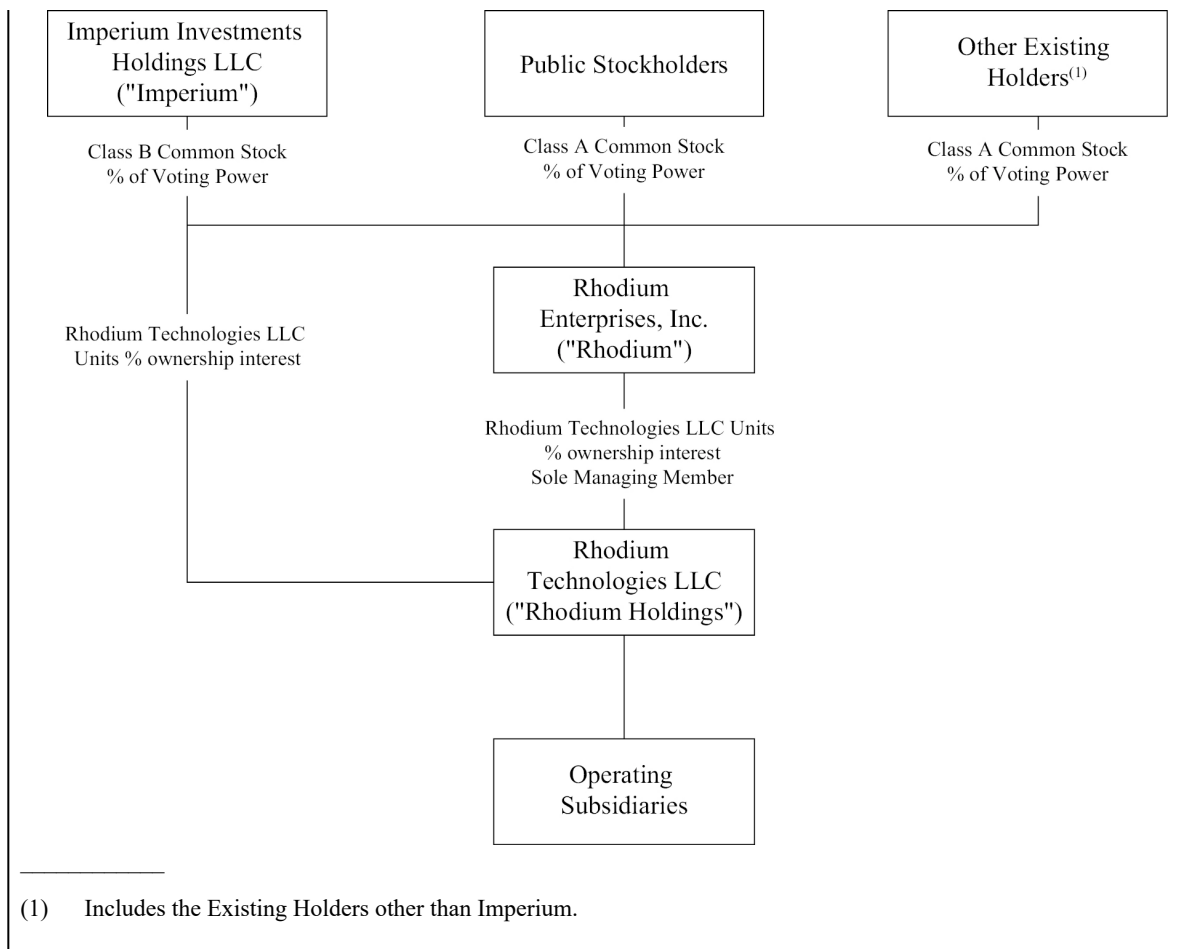 Imperium Investments
Holdings LLC
("Imperium")
Public Stockholders
Other Existing
Holders(1)
Class B Common Stock
% of Voting Power
Class A Common Stock
% of Voting Power
Class A Common Stock
% of Voting Power
Rhodium
Enterprises, Inc.
("Rhodium")
Rhodium Technologies LLC
Units % ownership interest
Rhodium Technologies LLC Units
% ownership interest
Sole Managing Member
Rhodium
Technologies LLC
("Rhodium Holdings")
Operating
Subsidiaries
(1) Includes the Existing Holders other than Imperium.